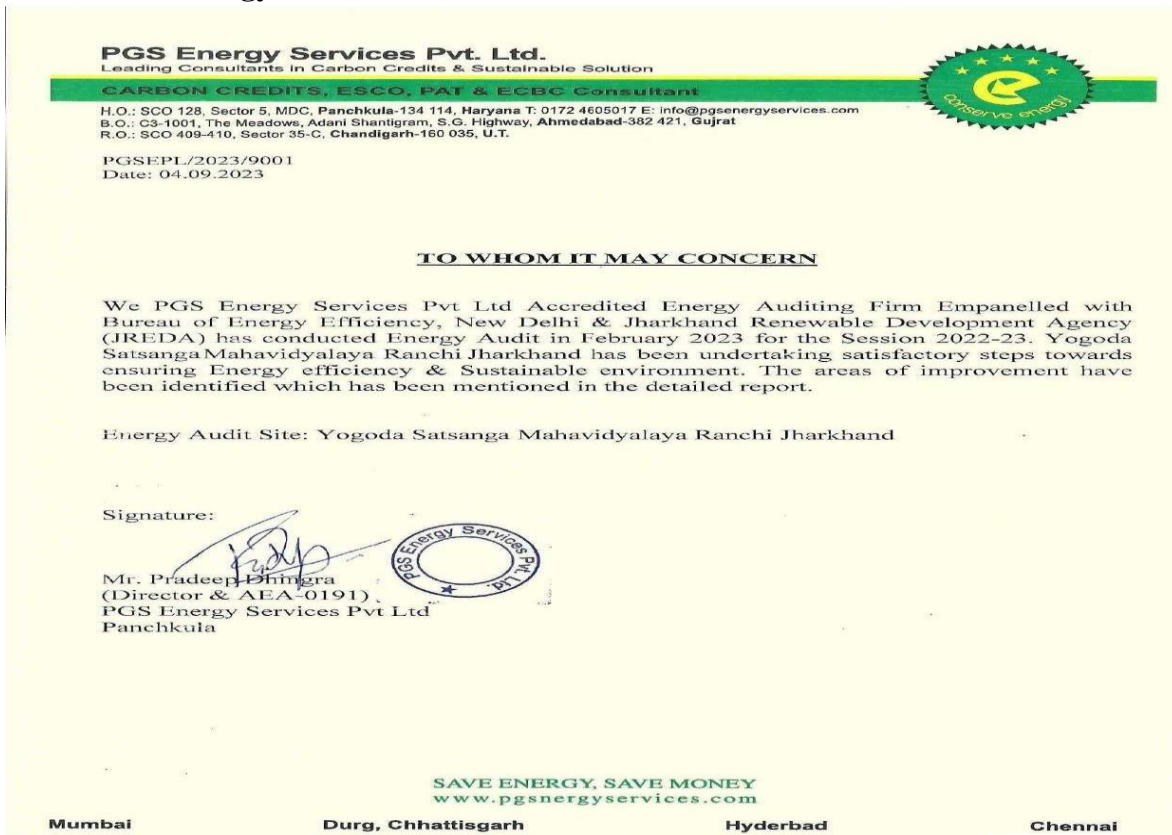 PGS Energy Services Pvt. Ltd.
Leading Consultants in Carbon Credits & Sustainable Solution
CARBON CREDITS, ESCO, PAT & ECBC Consultant
H.O.: SCO 128, Sector 5, MDC, Panchkula-134 114, Haryana T: 0172 4605017 E: info@pgsenergyservices.com
B.O.: C3-1001, The Meadows, Adani Shantigram, S.G. Highway, Ahmedabad-382 421, Gujrat
R.O.: SCO 409-410, Sector 35-C, Chandigarh-160 035, U.T.
e
conserve energy
PGSEPL/2023/9001
Date: 04.09.2023
TO WHOM IT MAY CONCERN
We PGS Energy Services Pvt Ltd Accredited Energy Auditing Firm Empanelled with
Bureau of Energy Efficiency, New Delhi & Jharkhand Renewable Development Agency
(JREDA) has conducted Energy Audit in February 2023 for the Session 2022-23. Yogoda
Satsanga Mahavidyalaya Ranchi Jharkhand has been undertaking satisfactory steps towards
ensuring Energy efficiency & Sustainable environment. The areas of improvement have
been identified which has been mentioned in the detailed report.
Energy Audit Site: Yogoda Satsanga Mahavidyalaya Ranchi Jharkhand
Signature:
PGS Energy Services Pvt. Ltd.
Mr. Pradeep Dhingra
(Director & AEA-0191)
PGS Energy Services Pvt Ltd
Panchkula
SAVE ENERGY, SAVE MONEY
www.pgsnergyservices.com
Mumbai Durg, Chhattisgarh Hyderbad Chennai